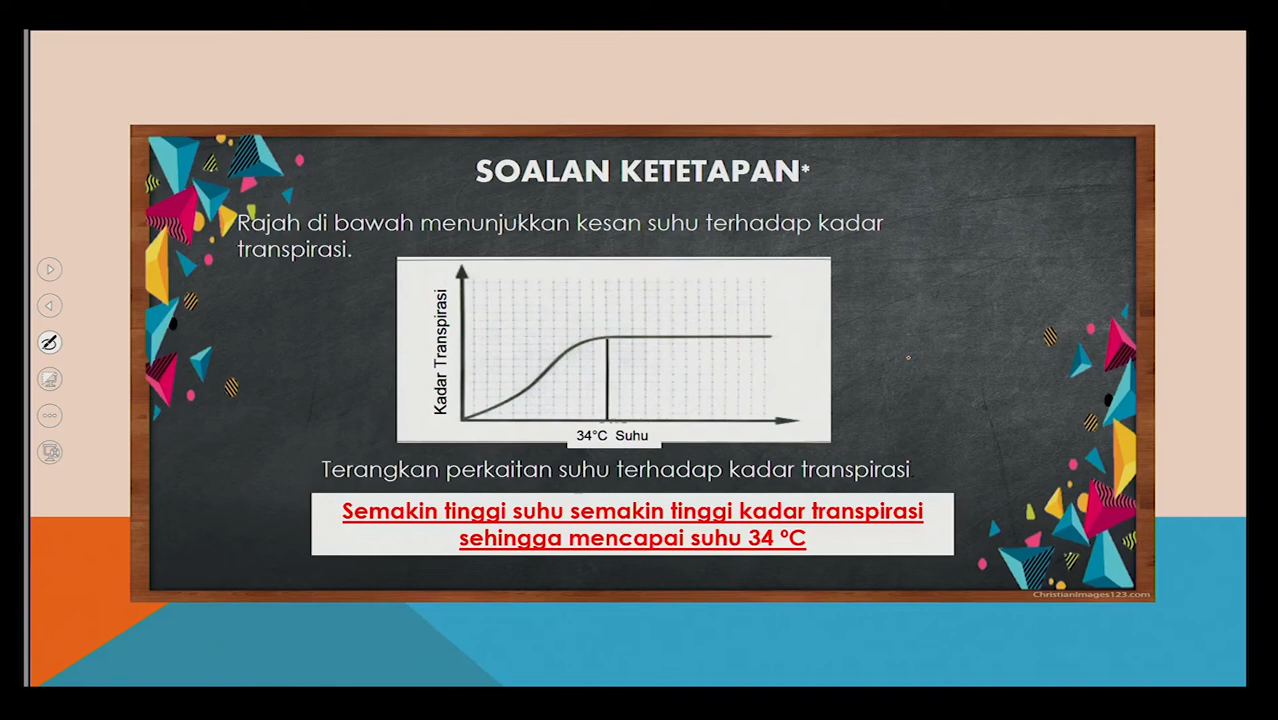 SOALAN KETETAPAN*
Rajah di bawah menunjukkan kesan suhu terhadap kadar
transpirasi.
Kadar Transpirasi
34°C Suhu
Terangkan perkaitan suhu terhadap kadar transpirasi
Semakin tinggi suhu semakin tinggi kadar transpirasi
sehingga mencapai suhu 34 °C
ChristianImages123.com